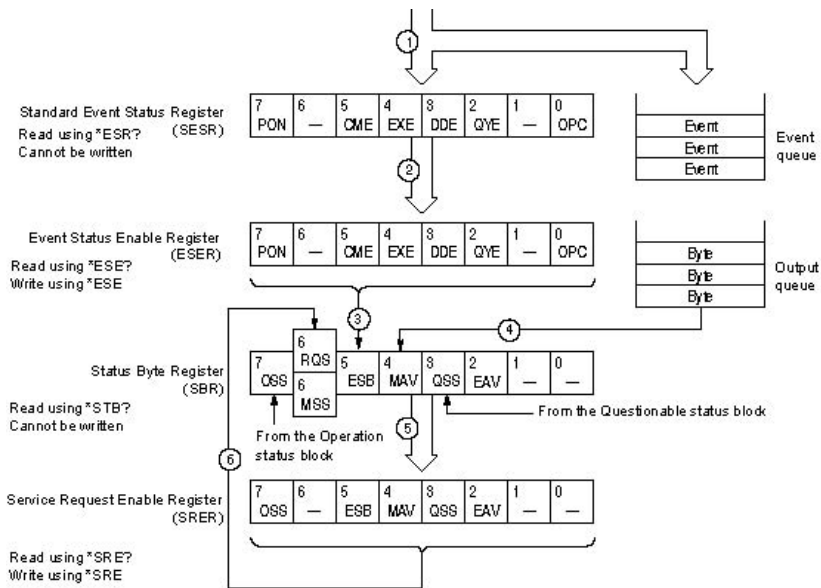 1
Standard Event Status Register
(SESR)
Read using *ESR?
Cannot be written
7 6 5 4 3 2 1 0
PON — CME EXE DDE QYE — OPC
Event
Event
Event
Event
queue
2
Event Status Enable Register
(ESER)
Read using *ESE?
Write using *ESE
7 6 5 4 3 2 1 0
PON — CME EXE DDE QYE — OPC
Byte
Byte
Byte
Output
queue
3
4
Status Byte Register
(SBR)
Read using *STB?
Cannot be written
6
RQS
7 5 4 3 2 1 0
OSS ESB MAV QSS EAV — —
6
MSS
From the Operation
status block
From the Questionable status block
5
6
Service Request Enable Register
(SRER)
Read using *SRE?
Write using *SRE
7 6 5 4 3 2 1 0
OSS — ESB MAV QSS EAV — —